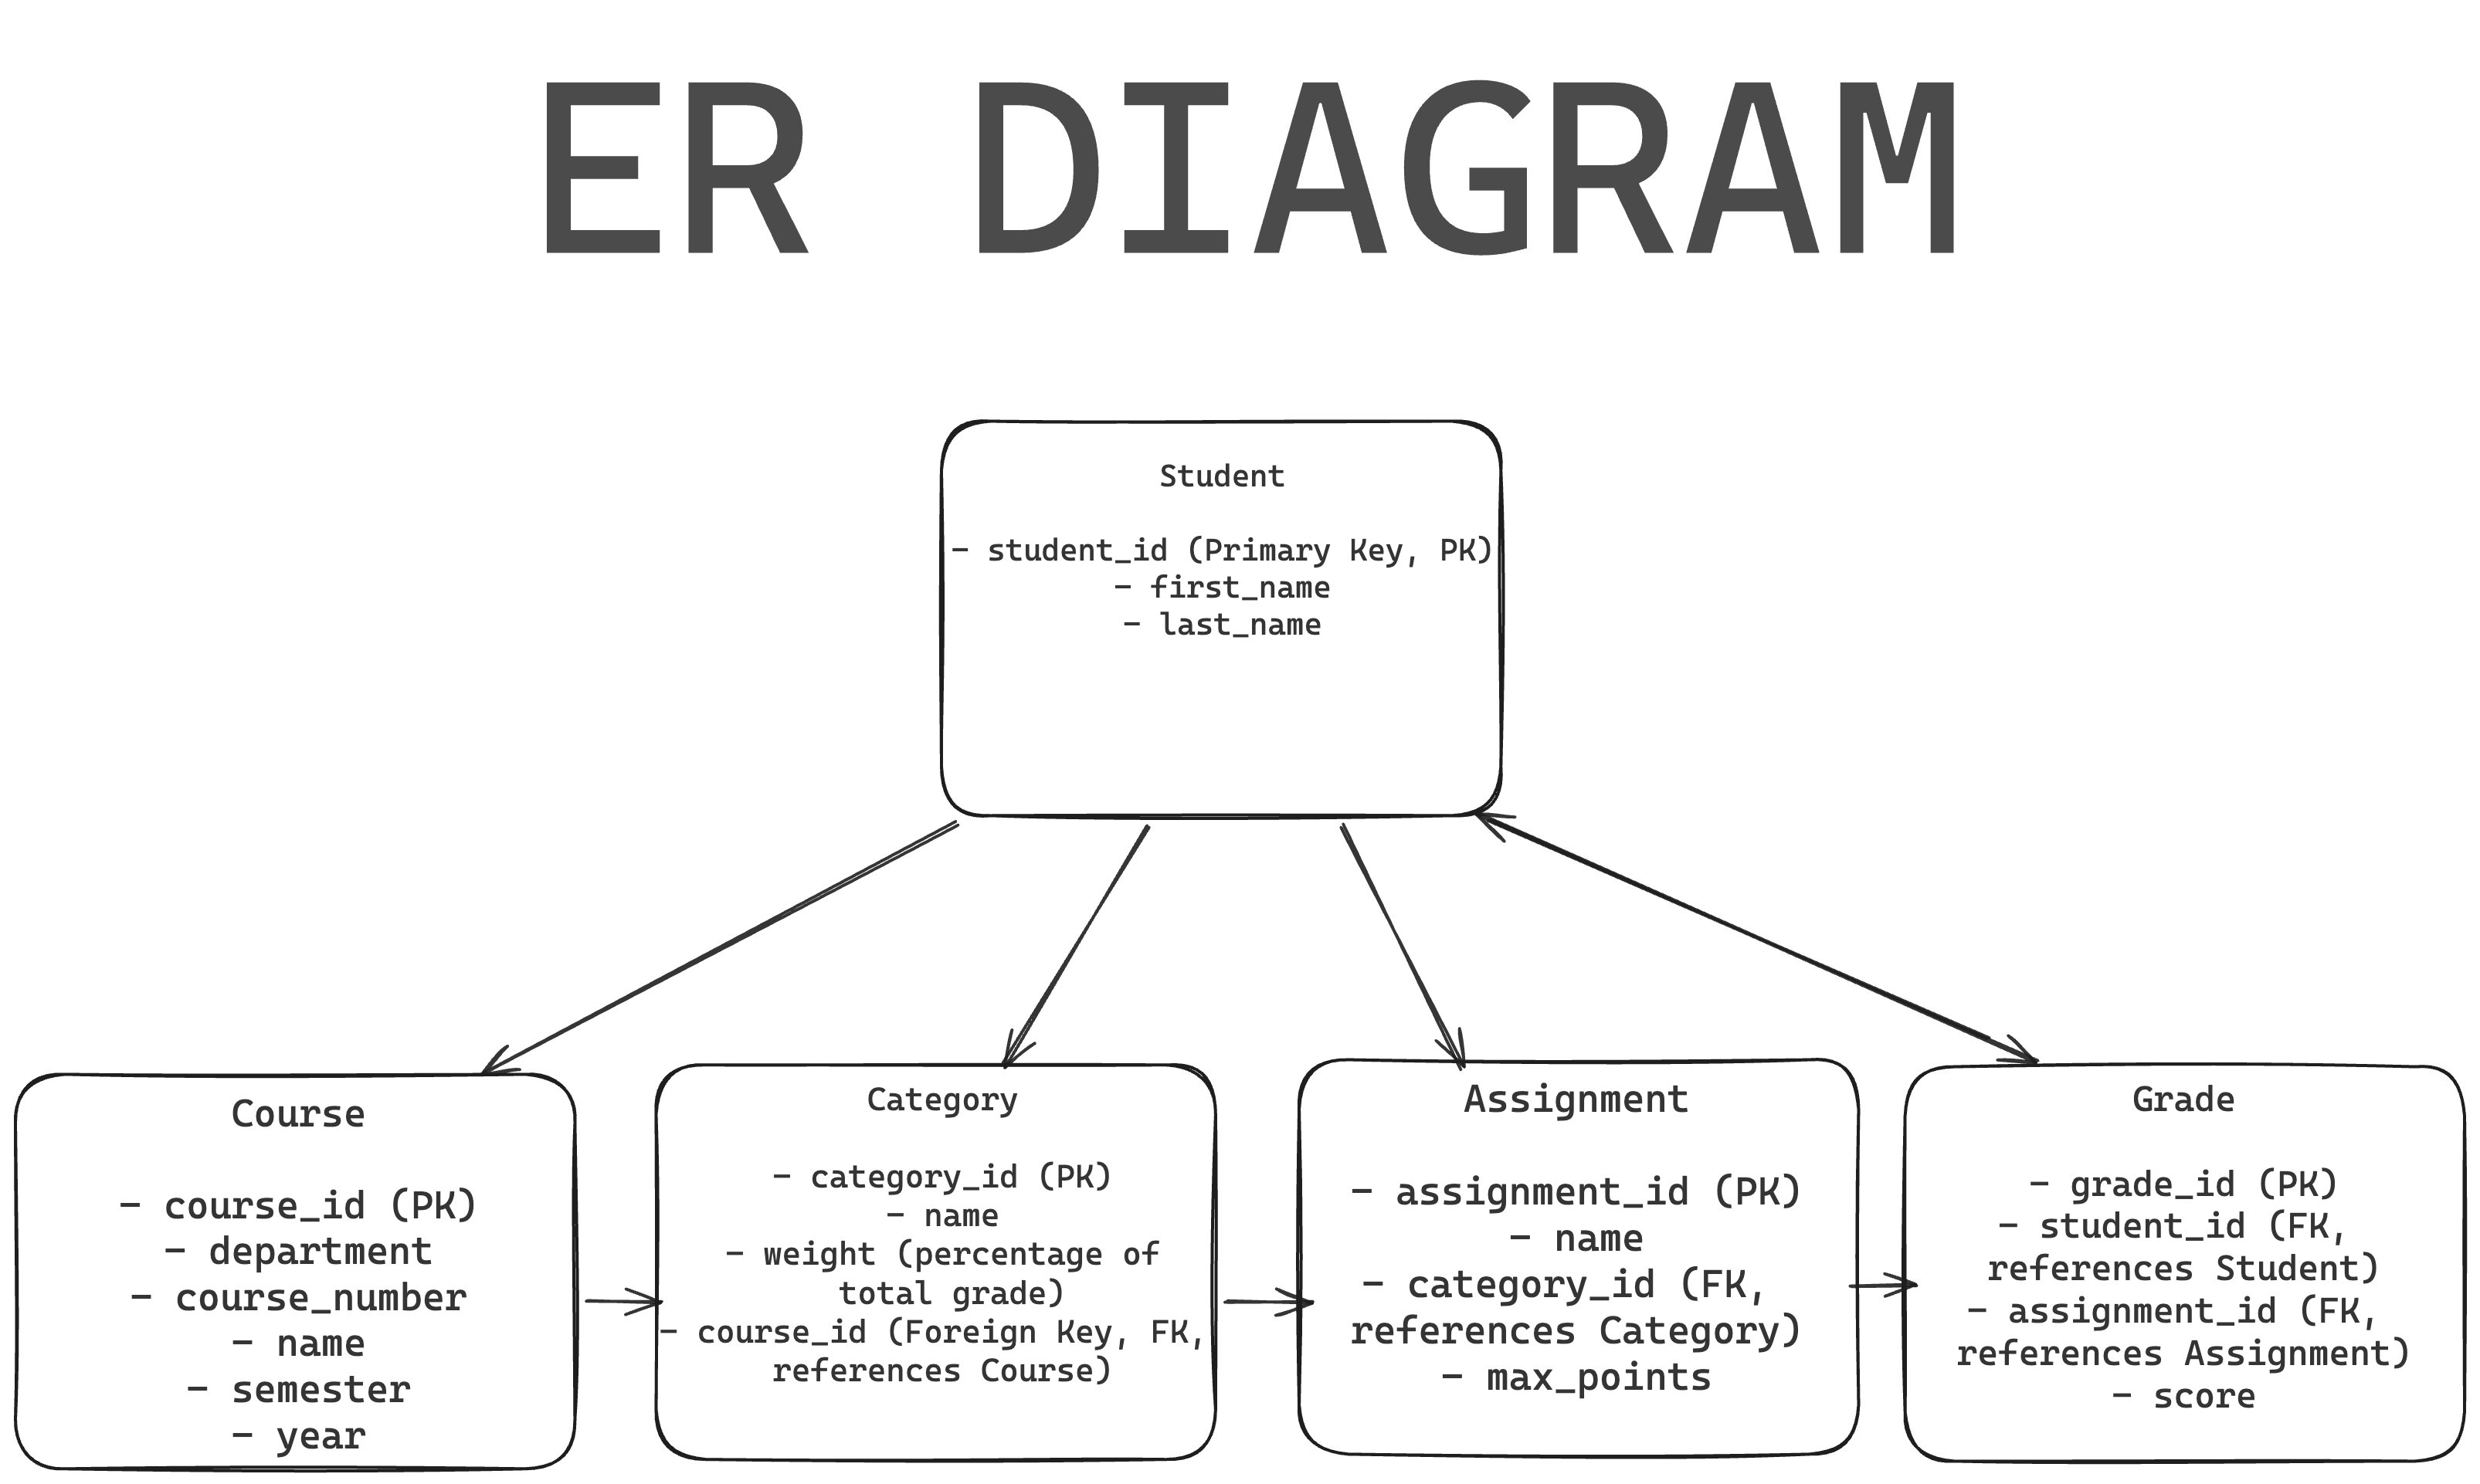 ER DIAGRAM
Student
- student_id (Primary Key, PK)
- first_name
- last_name
Course
- course_id (PK)
- department
- course_number
- name
- semester
- year
Category
- category_id (PK)
- name
- weight (percentage of
total grade)
- course_id (Foreign Key, FK,
references Course)
Assignment
- assignment_id (PK)
- name
- category_id (FK,
references Category)
- max_points
Grade
- grade_id (PK)
- student_id (FK,
references Student)
- assignment_id (FK,
references Assignment)
- score